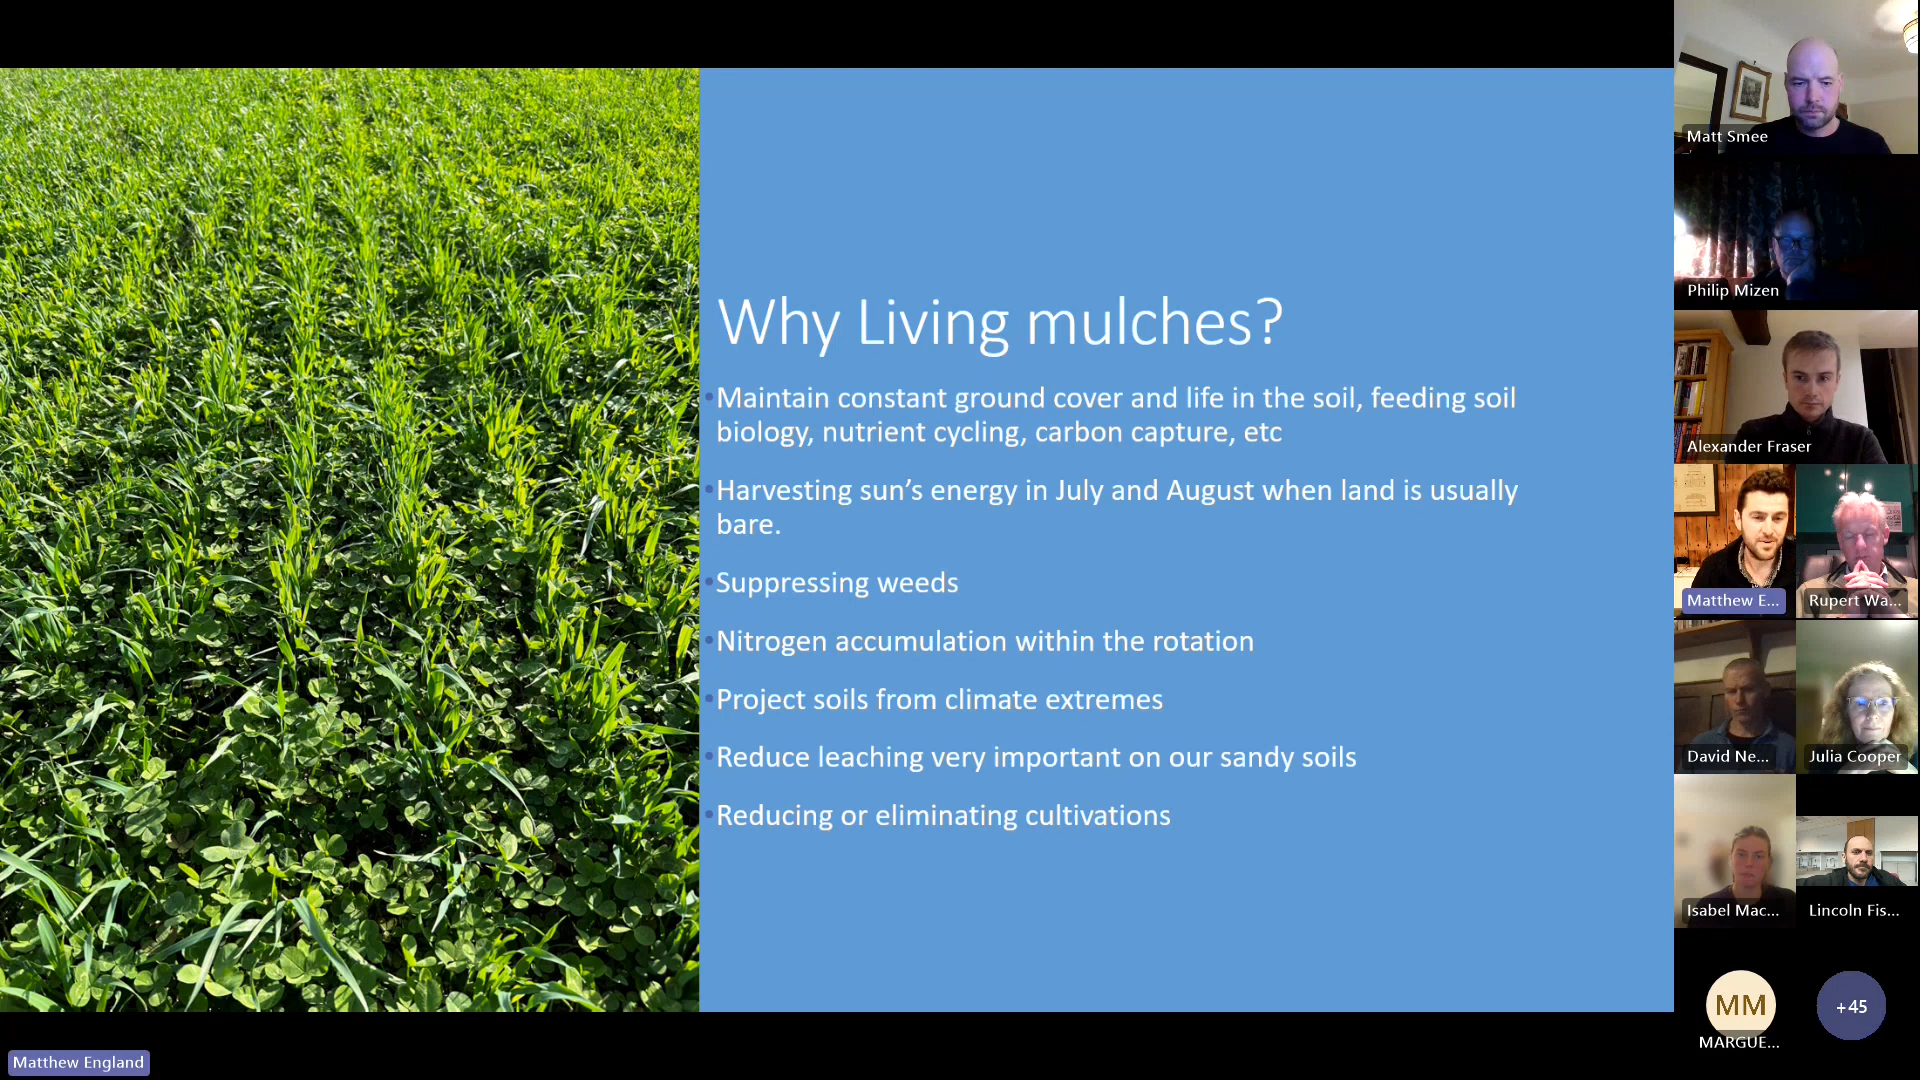 Why Living mulches?
•Maintain constant ground cover and life in the soil, feeding soil
biology, nutrient cycling, carbon capture, etc
•Harvesting sun’s energy in July and August when land is usually
bare.
•Suppressing weeds
•Nitrogen accumulation within the rotation
•Project soils from climate extremes
•Reduce leaching very important on our sandy soils
•Reducing or eliminating cultivations
Matthew England
Matt Smee
Philip Mizen
Alexander Fraser
Matthew E...
Rupert Wa...
David Ne...
Julia Cooper
Isabel Mac...
Lincoln Fis...
MM
MARGUE...
+45